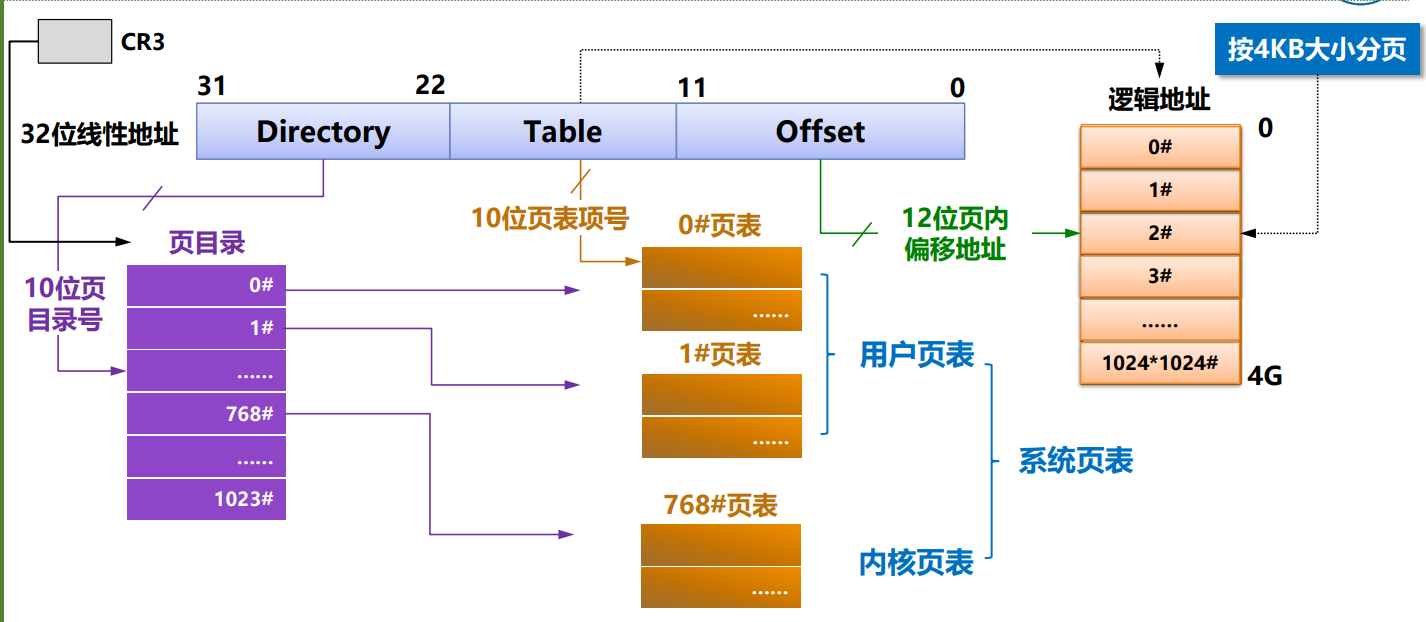 CR3
按4KB大小分页
31
22
11
0
逻辑地址
32位线性地址
Directory
Table
Offset
0
0#
1#
2#
3#
……
1024*1024#
4G
10位页表项号
12位页内
偏移地址
页目录
10位页
目录号
0#
1#
……
768#
……
1023#
0#页表
……
1#页表
……
768#页表
……
用户页表
系统页表
内核页表